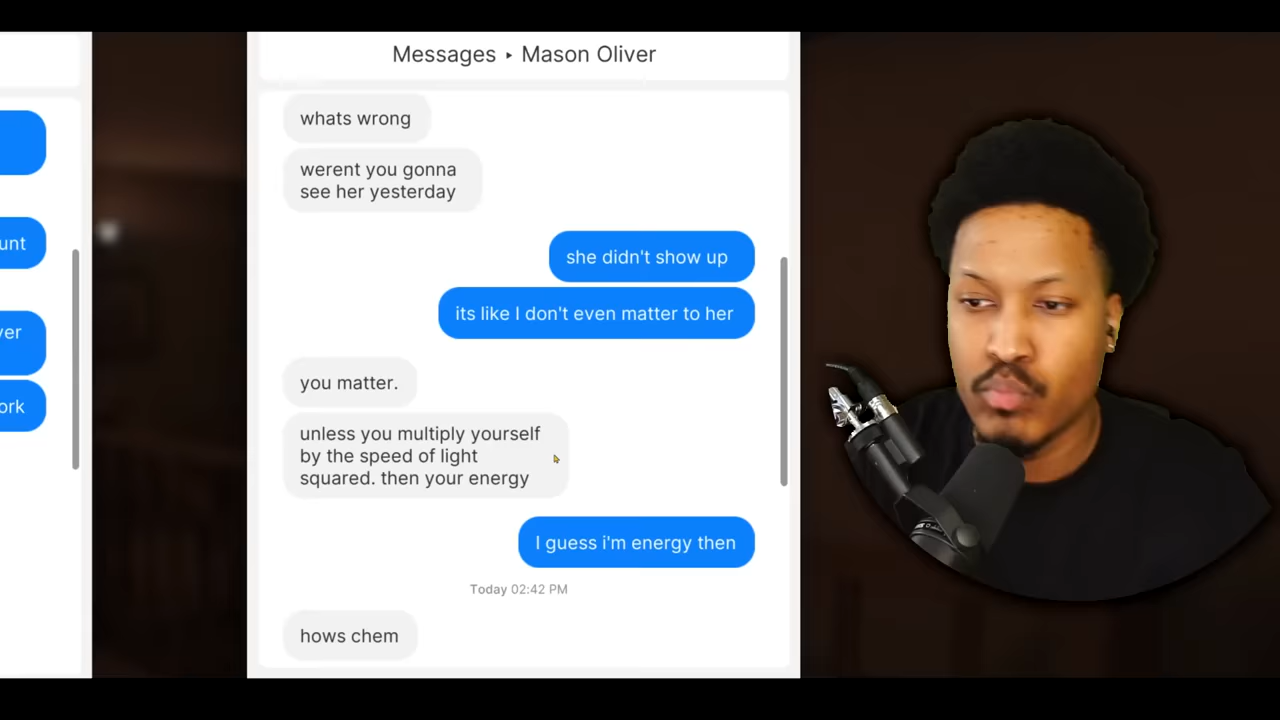 Messages ▸ Mason Oliver
whats wrong
werent you gonna
see her yesterday
she didn't show up
its like I don't even matter to her
you matter.
unless you multiply yourself
by the speed of light
squared. then your energy
I guess i'm energy then
Today 02:42 PM
hows chem
unt
ver
ork